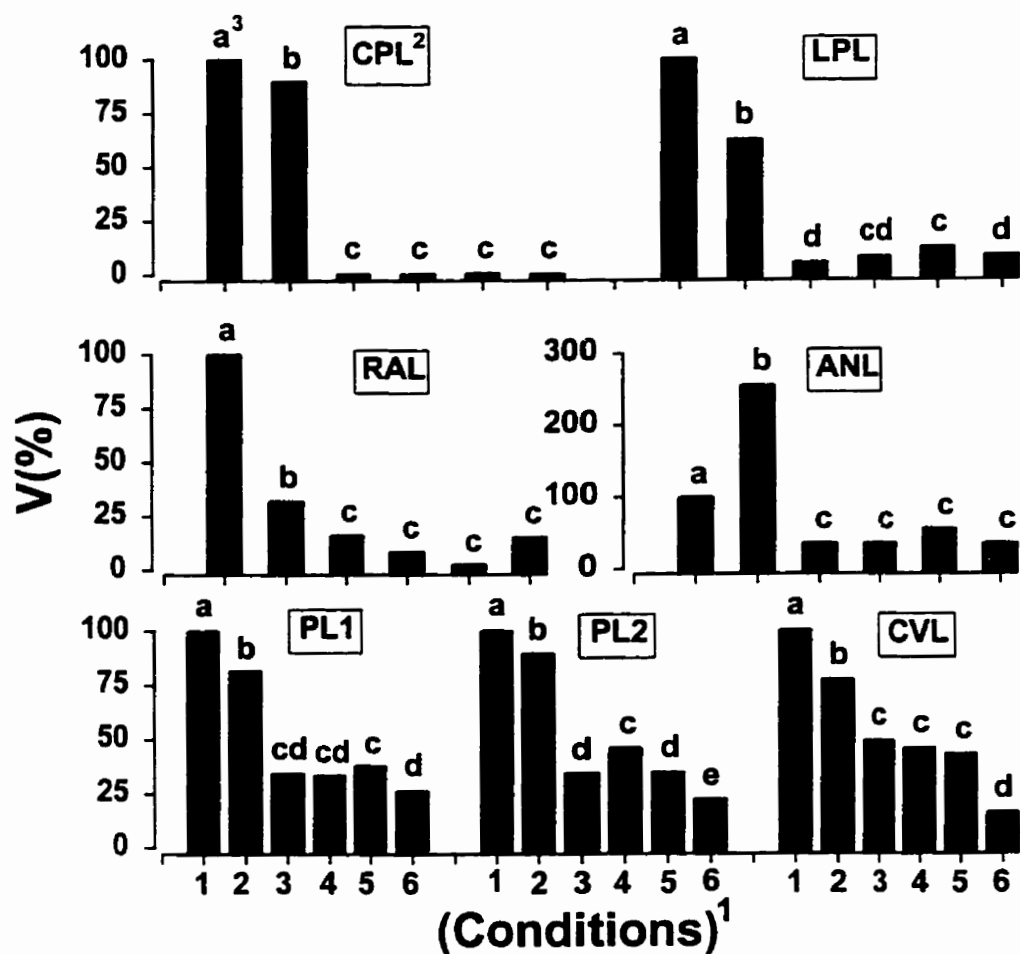 CPL²
a³ b c c c c
100
75
50
25
0
LPL
a b d cd c d
RAL
a b c c c c
100
75
50
25
0
ANL
a b c c c c
300
200
100
0
V(%)
PL1
a b cd cd c d
100
75
50
25
0
1 2 3 4 5 6
PL2
a b d c d e
1 2 3 4 5 6
CVL
a b c c c d
1 2 3 4 5 6
(Conditions)¹